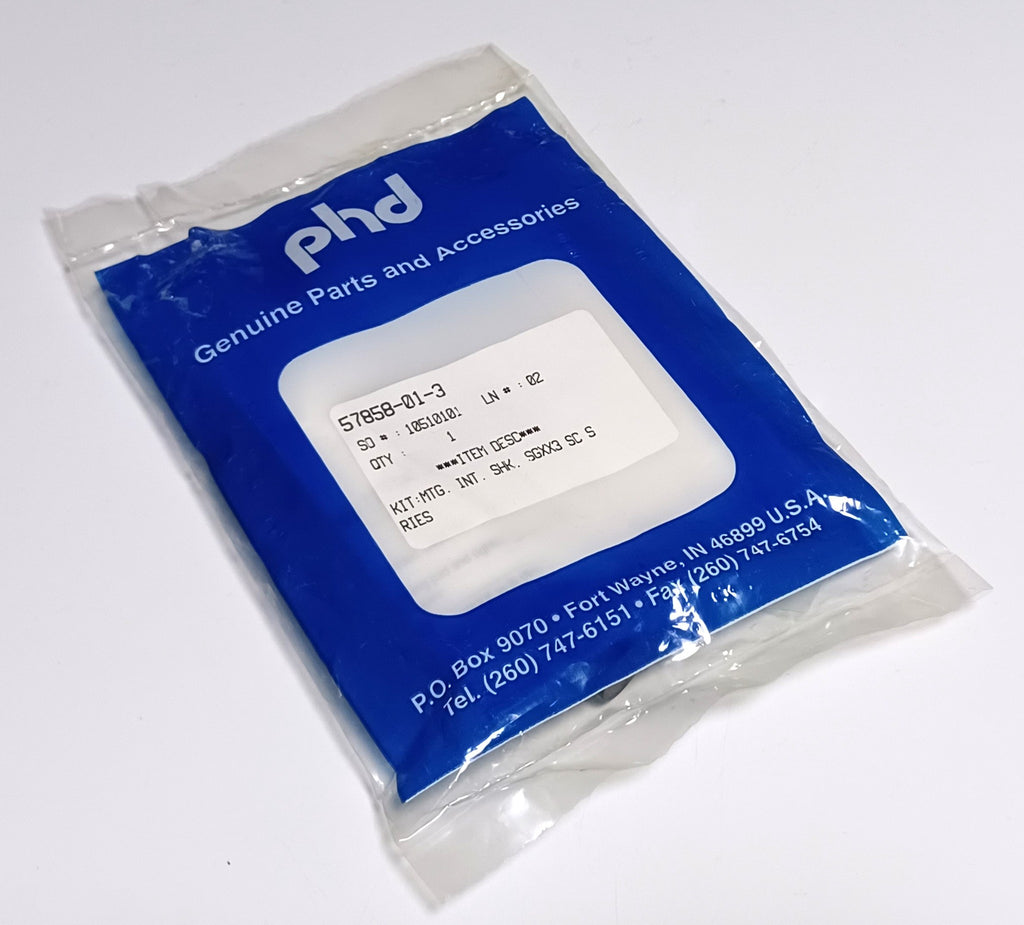 phd
Genuine Parts and Accessories
57858-01-3
SO # : 10510101 LN # : 02
QTY : 1
***ITEM DESC***
KIT:MTG. INT. SHK. SGXX3 SC S
RIES
P.O. Box 9070 • Fort Wayne, IN 46899 U.S.A.
Tel. (260) 747-6151 • Fax (260) 747-6754